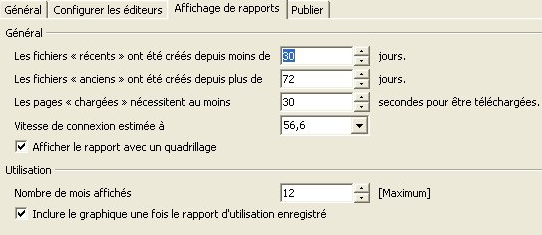 Général Configurer les éditeurs Affichage de rapports Publier
Général
Les fichiers « récents » ont été créés depuis moins de 30 jours.
Les fichiers « anciens » ont été créés depuis plus de 72 jours.
Les pages « chargées » nécessitent au moins 30 secondes pour être téléchargées.
Vitesse de connexion estimée à 56,6
Afficher le rapport avec un quadrillage
Utilisation
Nombre de mois affichés 12 [Maximum]
Inclure le graphique une fois le rapport d'utilisation enregistré